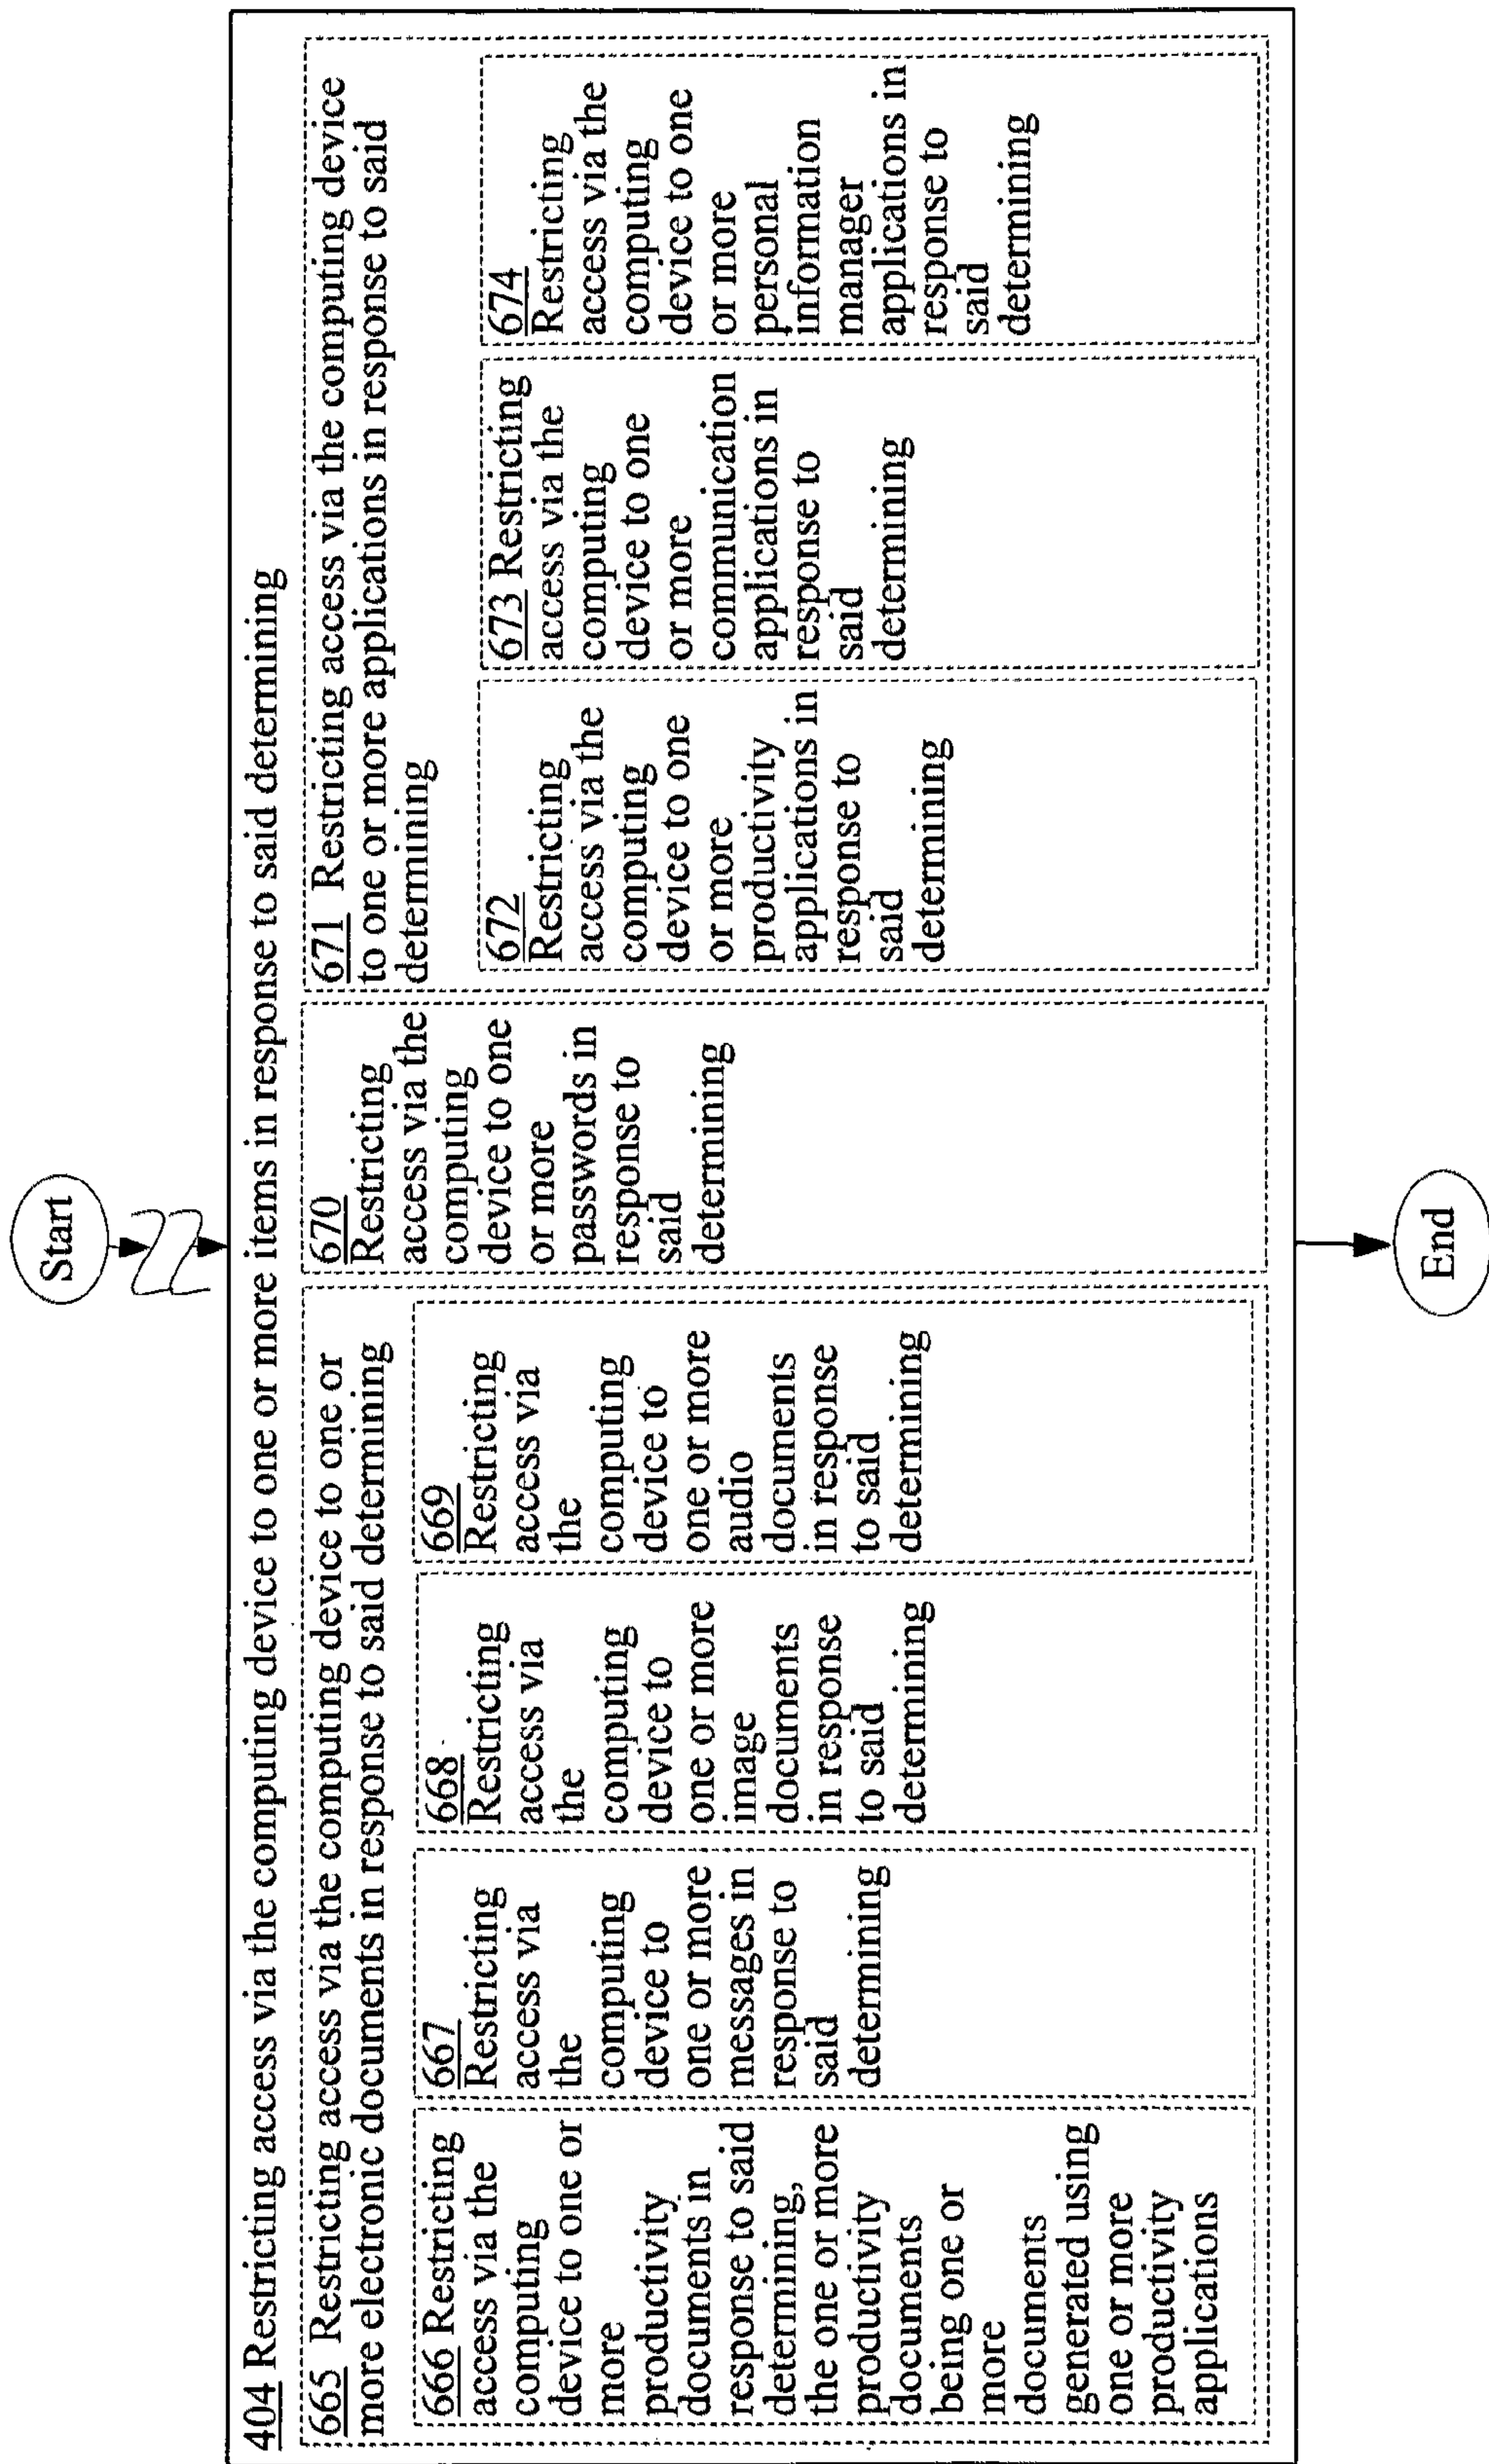 Start
404 Restricting access via the computing device to one or more items in response to said determining
665 Restricting access via the computing device to one or
more electronic documents in response to said determining
666 Restricting
access via the
computing
device to one or
more
productivity
documents in
response to said
determining,
the one or more
productivity
documents
being one or
more
documents
generated using
one or more
productivity
applications
667
Restricting
access via
the
computing
device to
one or more
messages in
response to
said
determining
668
Restricting
access via
the
computing
device to
one or more
image
documents
in response
to said
determining
669
Restricting
access via
the
computing
device to
one or more
audio
documents
in response
to said
determining
670
Restricting
access via the
computing
device to one
or more
passwords in
response to
said
determining
671 Restricting access via the computing device
to one or more applications in response to said
determining
672
Restricting
access via the
computing
device to one
or more
productivity
applications in
response to
said
determining
673 Restricting
access via the
computing
device to one
or more
communication
applications in
response to
said
determining
674
Restricting
access via the
computing
device to one
or more
personal
information
manager
applications in
response to
said
determining
End